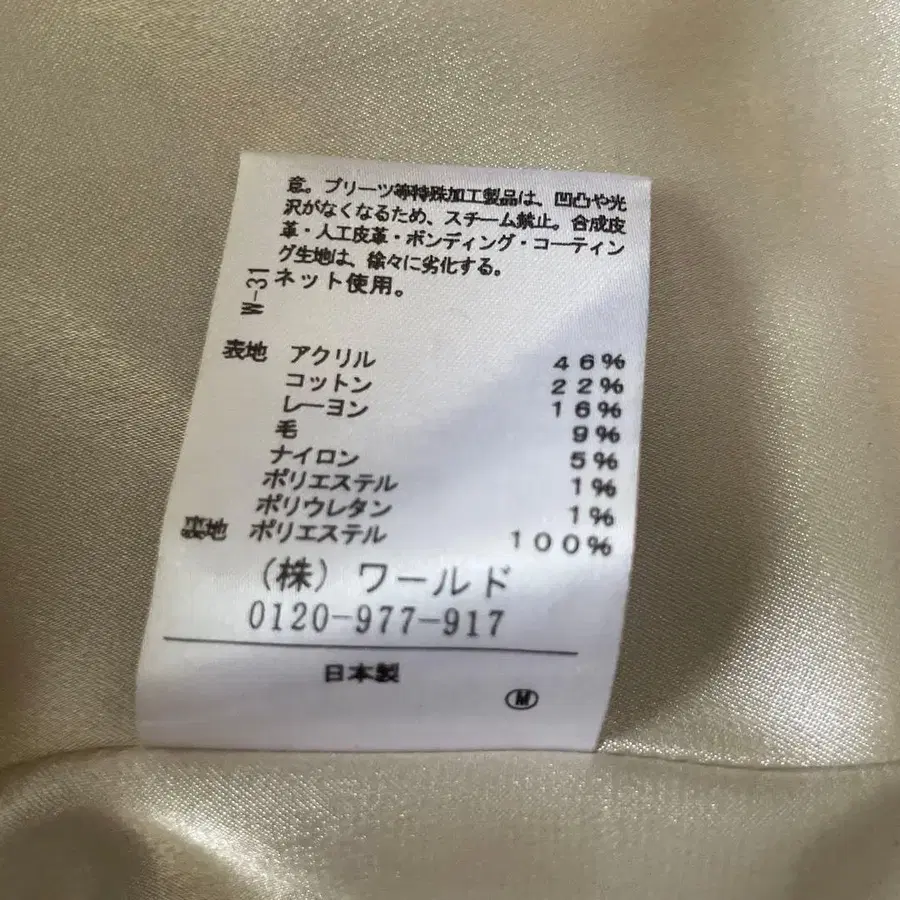 意。プリーツ等特殊加工製品は、凹凸や光
沢がなくなるため、スチーム禁止。合成皮
革・人工皮革・ボンディング・コーティン
グ生地は、徐々に劣化する。
ネット使用。
W-31
表地 アクリル 46%
コットン 22%
レーヨン 16%
毛 9%
ナイロン 5%
ポリエステル 1%
ポリウレタン 1%
裏地 ポリエステル 100%
(株)ワールド
0120-977-917
日本製
M